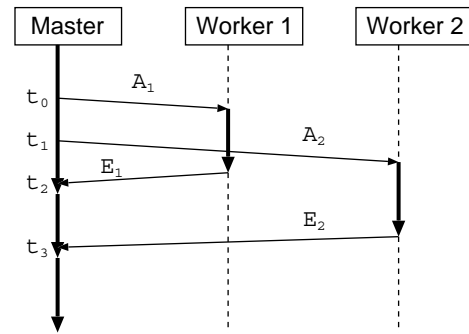 Master Worker 1 Worker 2
t₀ A₁
t₁ A₂
t₂ E₁
t₃ E₂